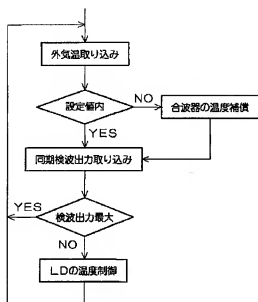 外気温取り込み
設定値内
NO
合波器の温度補償
YES
同期検波出力取り込み
YES
検波出力最大
NO
LDの温度制御